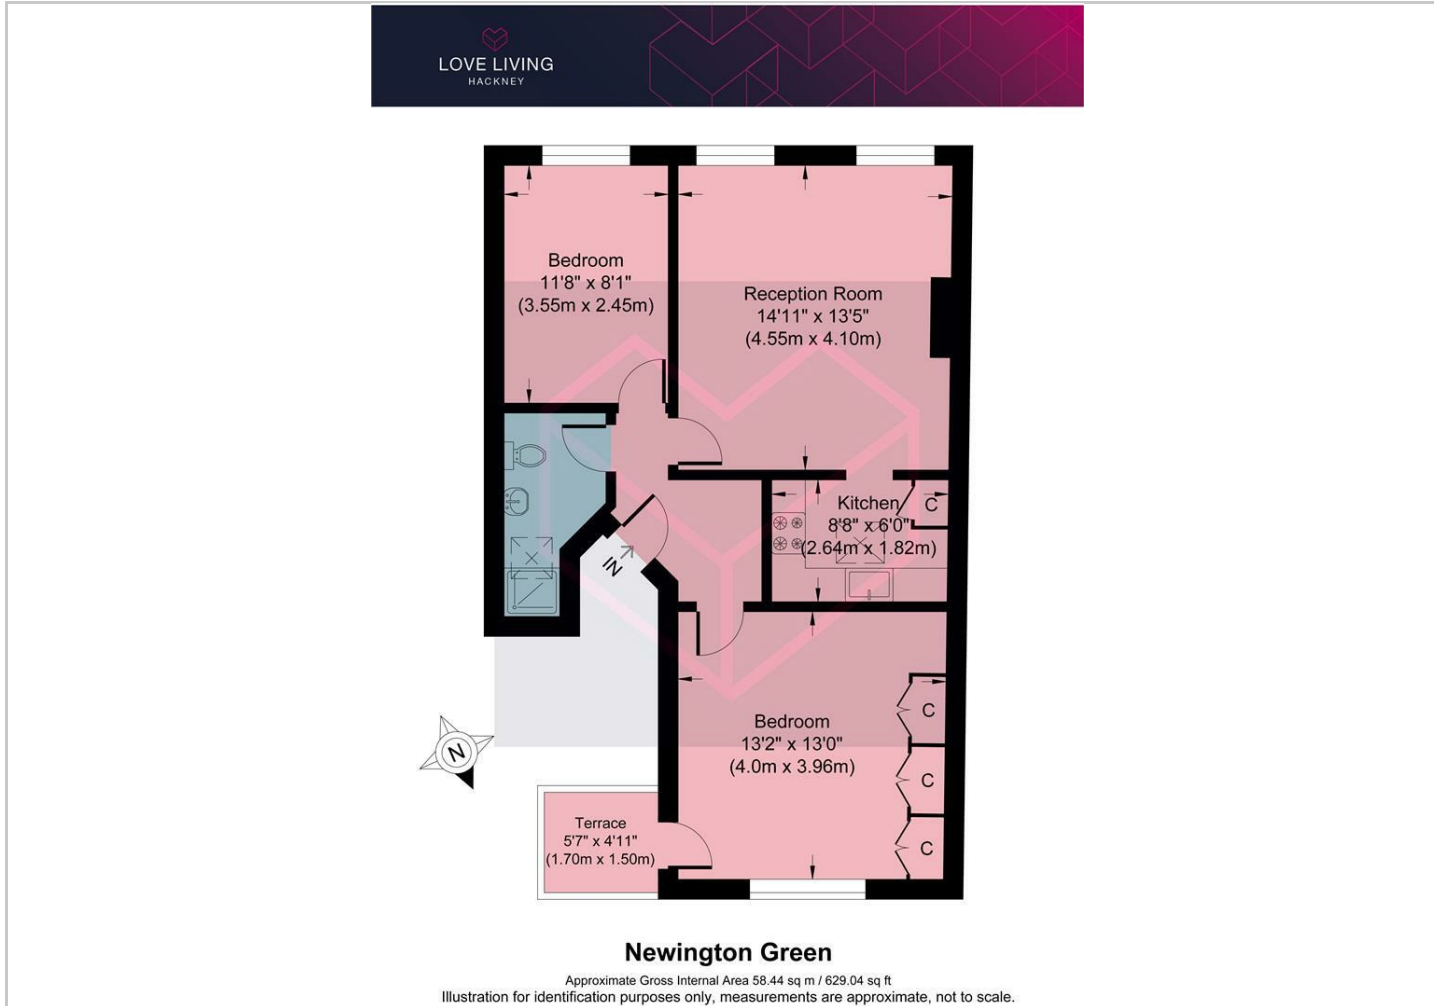 LOVE LIVING
HACKNEY
Bedroom
11'8" x 8'1"
(3.55m x 2.45m)
Reception Room
14'11" x 13'5"
(4.55m x 4.10m)
Kitchen
8'8" x 6'0"
(2.64m x 1.82m)
C
IN
Bedroom
13'2" x 13'0"
(4.0m x 3.96m)
C
C
C
N
Terrace
5'7" x 4'11"
(1.70m x 1.50m)
Newington Green
Approximate Gross Internal Area 58.44 sq m / 629.04 sq ft
Illustration for identification purposes only, measurements are approximate, not to scale.